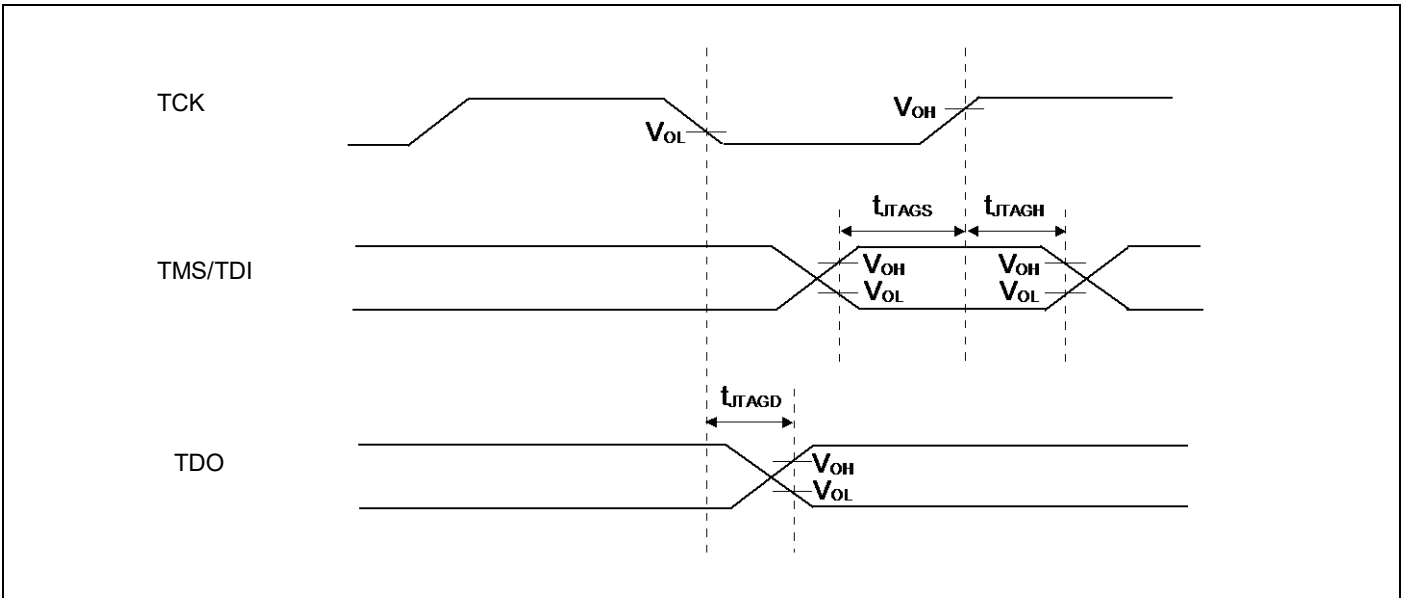 TCK
VOL
VOH
tJTAGS
tJTAGH
TMS/TDI
VOH
VOL
VOH
VOL
tJTAGD
TDO
VOH
VOL